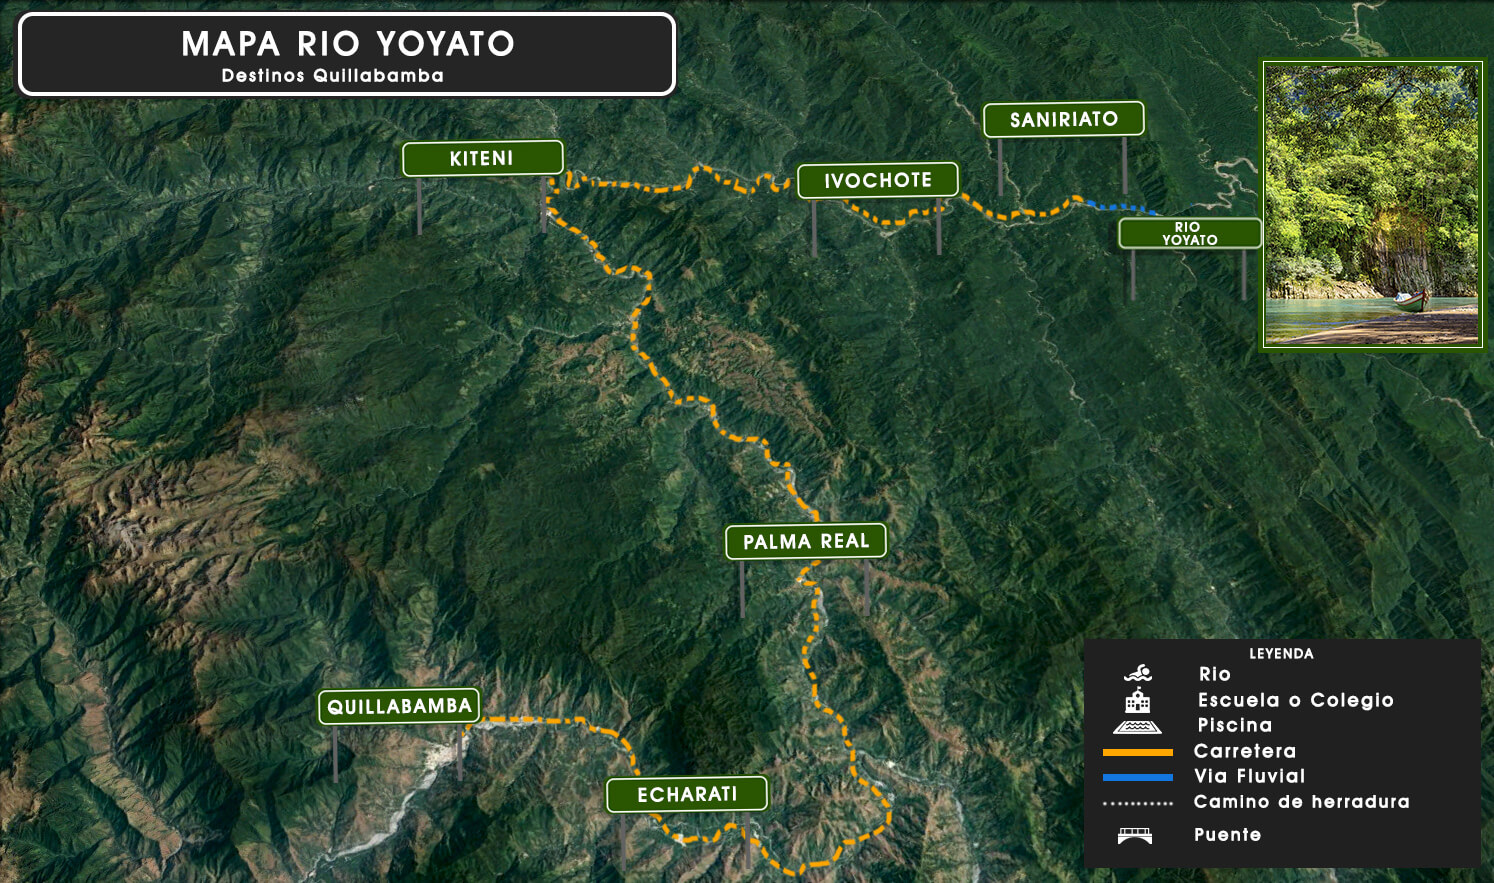 MAPA RIO YOYATO
Destinos Quillabamba
SANIRIATO
KITENI
IVOCHOTE
RIO
YOYATO
PALMA REAL
QUILLABAMBA
ECHARATI
LEYENDA
Rio
Escuela o Colegio
Piscina
Carretera
Via Fluvial
Camino de herradura
Puente